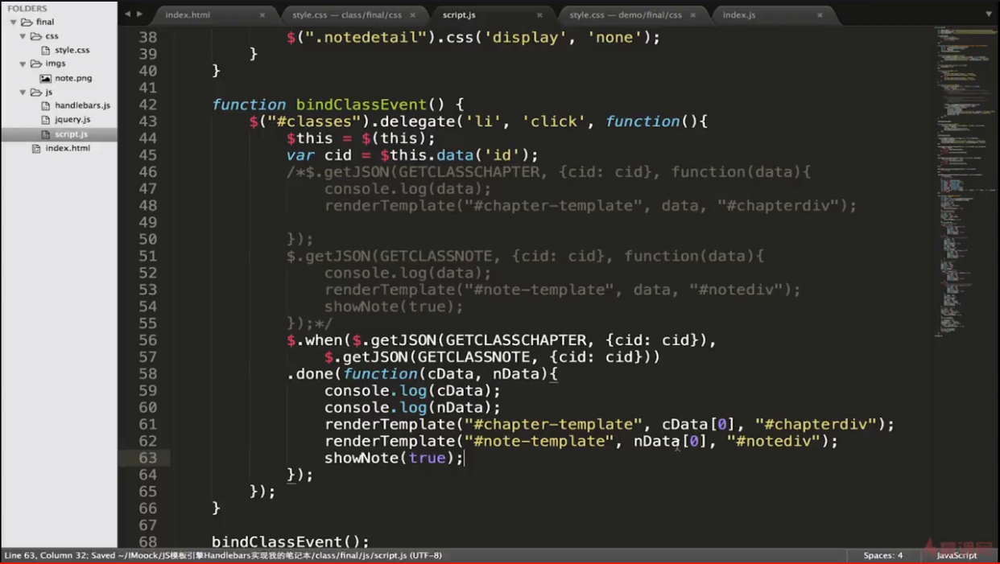 FOLDERS
final
css
style.css
imgs
note.png
js
handlebars.js
jquery.js
script.js
index.html
index.html × style.css — class/final/css × script.js × style.css — demo/final/css × index.js ×
38 $(".notedetail").css('display', 'none');
39 }
40 }
41
42 function bindClassEvent() {
43 $("#classes").delegate('li', 'click', function(){
44 $this = $(this);
45 var cid = $this.data('id');
46 /*$.getJSON(GETCLASSCHAPTER, {cid: cid}, function(data){
47 console.log(data);
48 renderTemplate("#chapter-template", data, "#chapterdiv");
49
50 });
51 $.getJSON(GETCLASSNOTE, {cid: cid}, function(data){
52 console.log(data);
53 renderTemplate("#note-template", data, "#notediv");
54 showNote(true);
55 });*/
56 $.when($.getJSON(GETCLASSCHAPTER, {cid: cid}),
57 $.getJSON(GETCLASSNOTE, {cid: cid}))
58 .done(function(cData, nData){
59 console.log(cData);
60 console.log(nData);
61 renderTemplate("#chapter-template", cData[0], "#chapterdiv");
62 renderTemplate("#note-template", nData[0], "#notediv");
63 showNote(true);
64 });
65 });
66 }
67
68 bindClassEvent();
Line 63, Column 32; Saved ~/IMoock/JS模板引擎Handlebars实现我的笔记本/class/final/js/script.js (UTF-8)
Spaces: 4
JavaScript